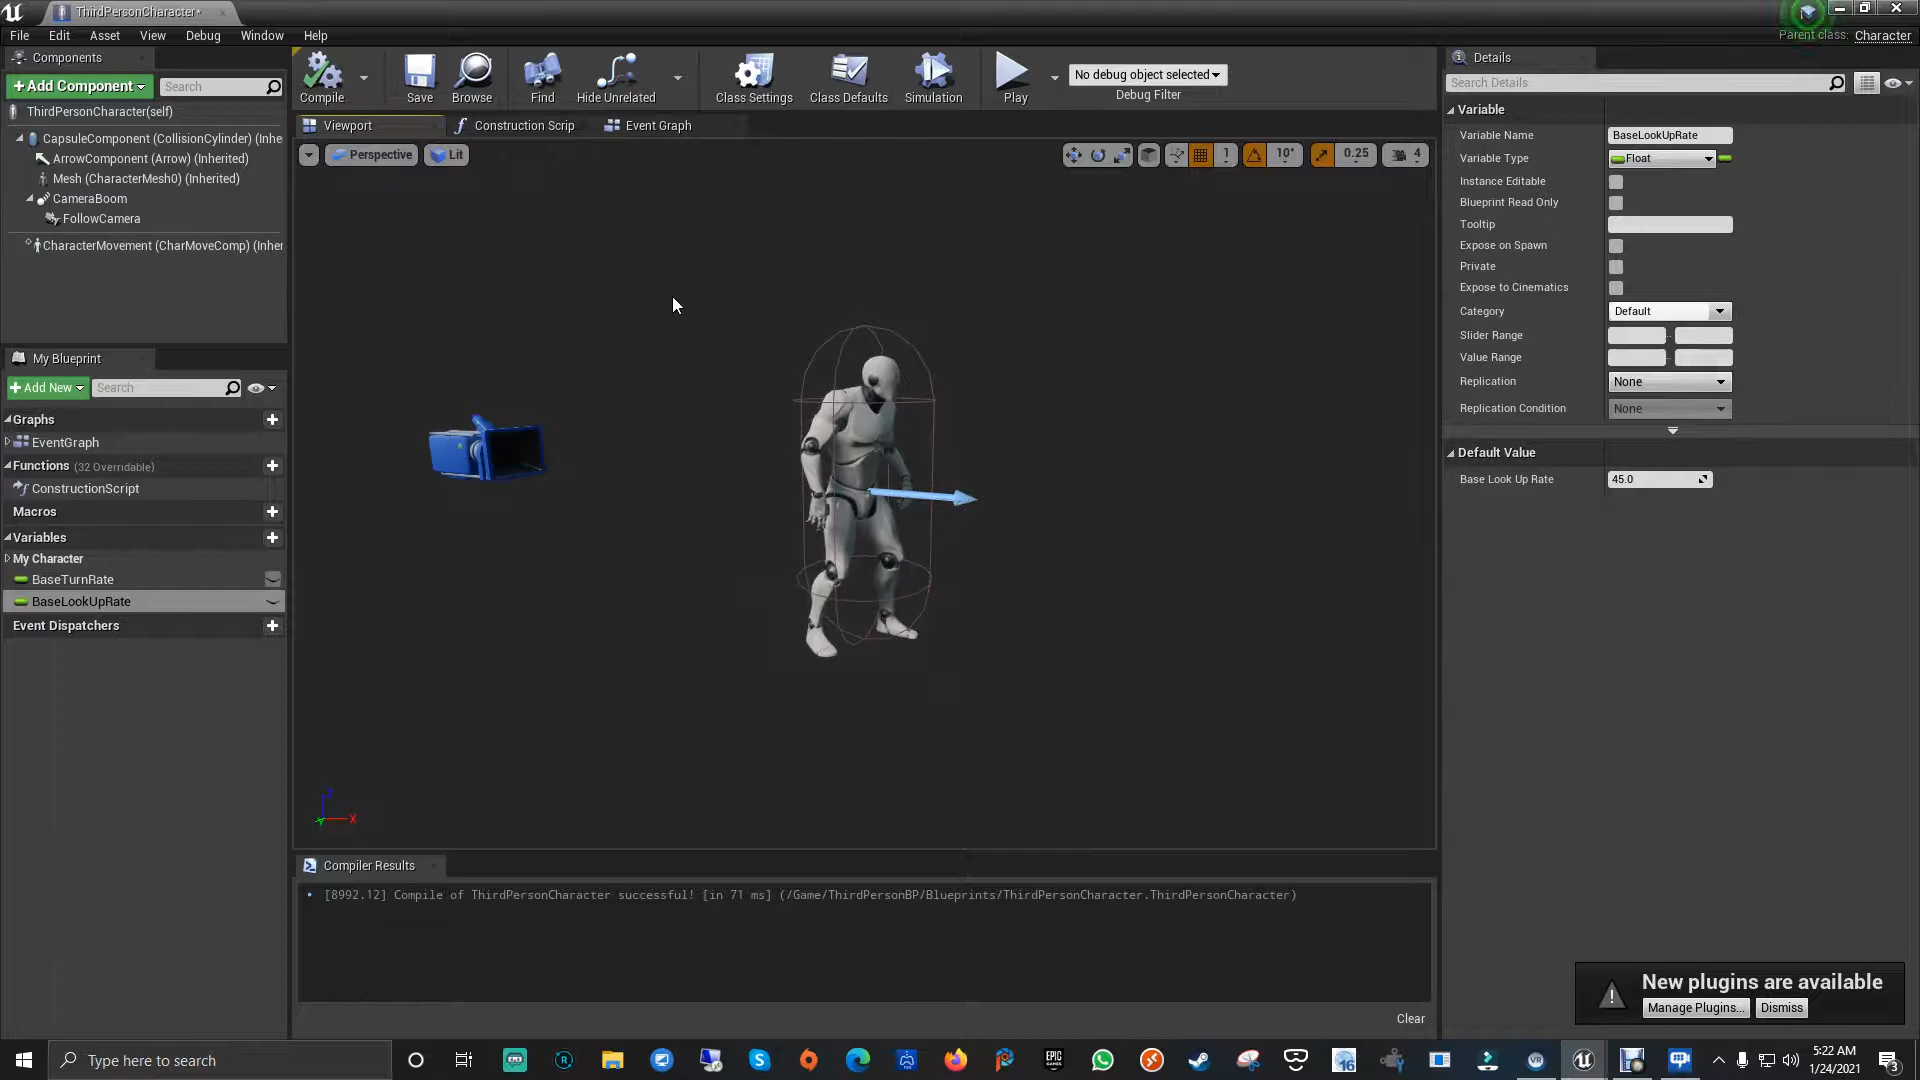 ThirdPersonCharacter*
File Edit Asset View Debug Window Help
Parent class: Character
Components
+Add Component
Search
ThirdPersonCharacter(self)
CapsuleComponent (CollisionCylinder) (Inhe
ArrowComponent (Arrow) (Inherited)
Mesh (CharacterMesh0) (Inherited)
CameraBoom
FollowCamera
CharacterMovement (CharMoveComp) (Inher
My Blueprint
+Add New
Search
Graphs
EventGraph
Functions (32 Overridable)
ConstructionScript
Macros
Variables
My Character
BaseTurnRate
BaseLookUpRate
Event Dispatchers
Compile
Save
Browse
Find
Hide Unrelated
Class Settings
Class Defaults
Simulation
Play
No debug object selected
Debug Filter
Viewport
Construction Scrip
Event Graph
Perspective
Lit
1
10°
0.25
4
Z
X
Compiler Results
[8992.12] Compile of ThirdPersonCharacter successful! [in 71 ms] (/Game/ThirdPersonBP/Blueprints/ThirdPersonCharacter.ThirdPersonCharacter)
Clear
Details
Search Details
Variable
Variable Name BaseLookUpRate
Variable Type Float
Instance Editable
Blueprint Read Only
Tooltip
Expose on Spawn
Private
Expose to Cinematics
Category Default
Slider Range
Value Range
Replication None
Replication Condition None
Default Value
Base Look Up Rate 45.0
New plugins are available
Manage Plugins...
Dismiss
Type here to search
EPIC GAMES
16
VR
5:22 AM
1/24/2021
3